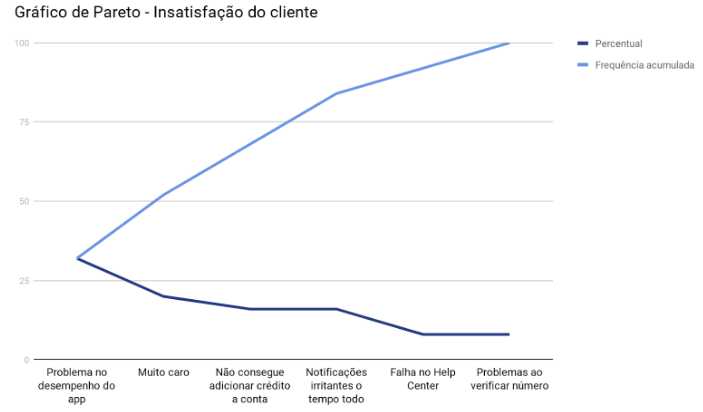 Gráfico de Pareto - Insatisfação do cliente
Percentual
Frequência acumulada
100
75
50
25
0
Problema no
desempenho do
app
Muito caro
Não consegue
adicionar crédito
a conta
Notificações
irritantes o
tempo todo
Falha no Help
Center
Problemas ao
verificar número